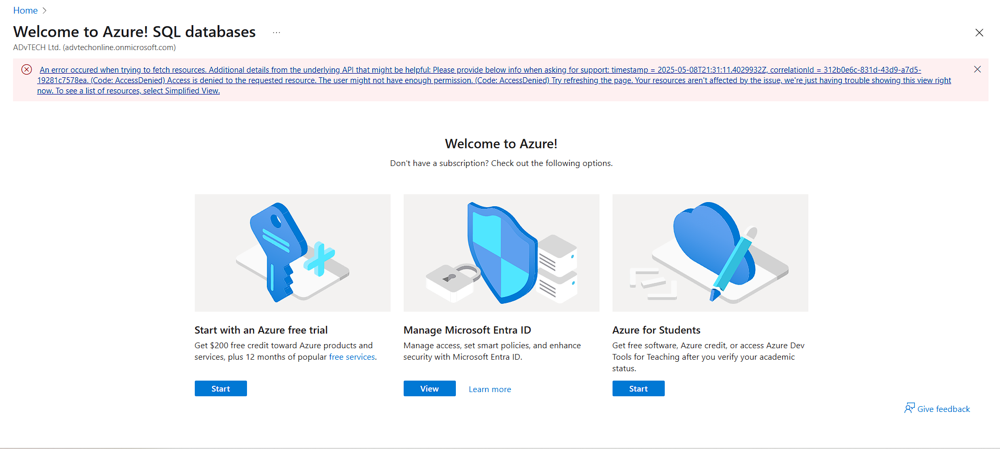 Home
Welcome to Azure! SQL databases ...
ADvTECH Ltd. (advtechonline.onmicrosoft.com)
An error occured when trying to fetch resources. Additional details from the underlying API that might be helpful: Please provide below info when asking for support: timestamp = 2025-05-08T21:31:11.4029932Z, correlationId = 312b0e6c-831d-43d9-a7d5-
19281c7578ea. (Code: AccessDenied) Access is denied to the requested resource. The user might not have enough permission. (Code: AccessDenied) Try refreshing the page. Your resources aren't affected by the issue, we're just having trouble showing this view right
now. To see a list of resources, select Simplified View.
Welcome to Azure!
Don't have a subscription? Check out the following options.
Start with an Azure free trial
Get $200 free credit toward Azure products and
services, plus 12 months of popular free services.
Start
Manage Microsoft Entra ID
Manage access, set smart policies, and enhance
security with Microsoft Entra ID.
View
Learn more
Azure for Students
Get free software, Azure credit, or access Azure Dev
Tools for Teaching after you verify your academic
status.
Start
Give feedback